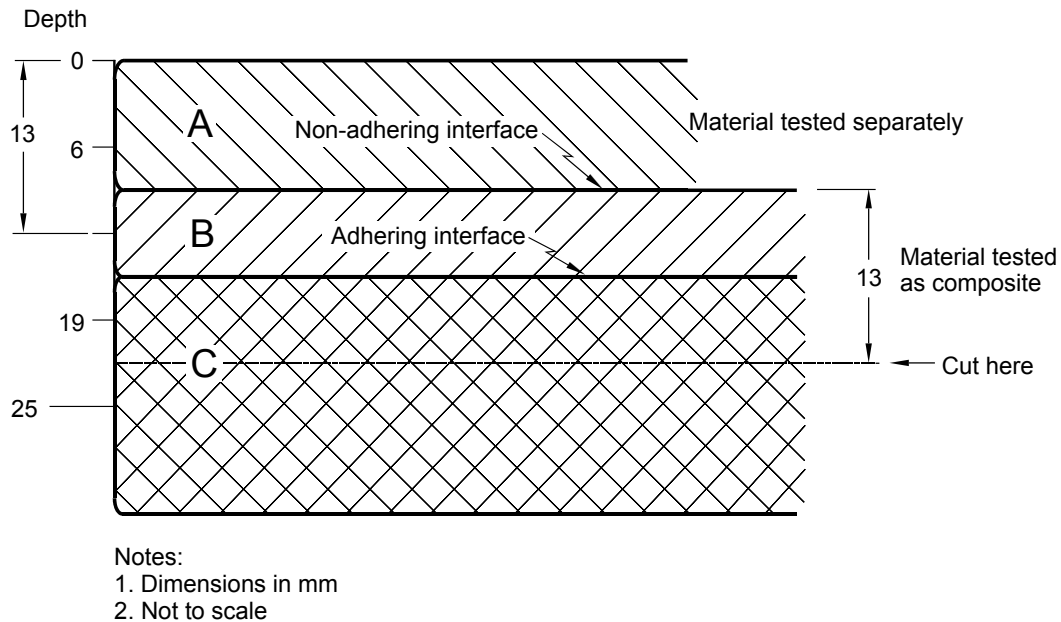 Depth
0
13
6
A
Non-adhering interface
Material tested separately
B
Adhering interface
13
Material tested
as composite
19
C
Cut here
25
Notes:
1. Dimensions in mm
2. Not to scale